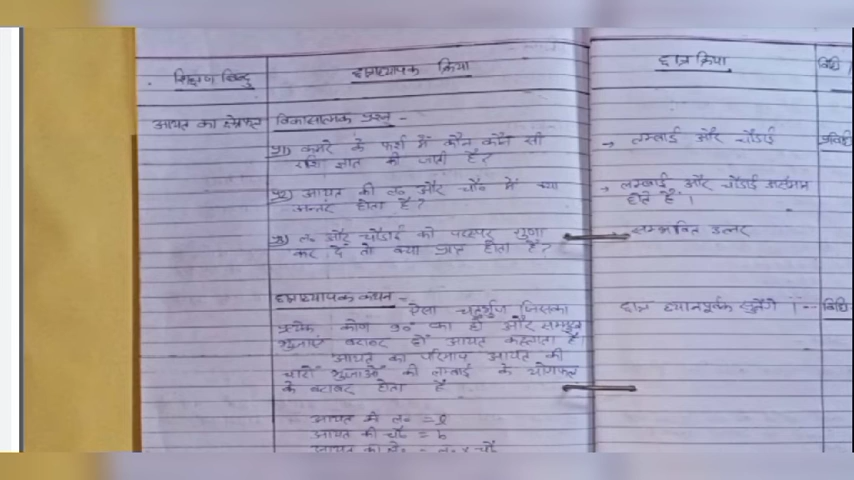 शिक्षण बिन्दु
छात्राध्यापक क्रिया
छात्र क्रिया
विधि
आयत का क्षेत्रफल
विकासात्मक प्रश्न -
प्र1) कमरे के फर्श में कौन कौन सी
राशि ज्ञात की जाती है?
→ लम्बाई और चौडाई
प्र2) आयत की ल० और चौ० में क्या
अन्तर होता है?
→ लम्बाई और चौडाई असमान
होते हैं।
प्र3) ल० और चौडाई को परस्पर गुणा
कर दें तो क्या प्राप्त होता है?
सम्भावित उत्तर
छात्राध्यापक कथन -
ऐसा चतुर्भुज जिसका
प्रत्येक कोण 90° का हो और सम्मुख
भुजाएं बराबर हो आयत कहलाता है।
आयत का परिमाप आयत की
चारों भुजाओं की लम्बाई के योगफल
के बराबर होता है
छात्र ध्यानपूर्वक सुनेंगे ।
आयत की ल० = l
आयत की चौ० = b